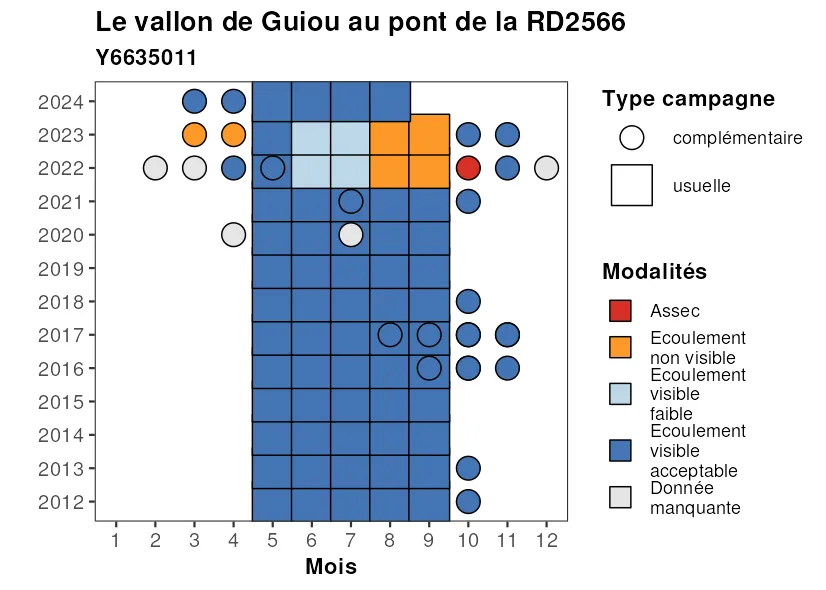 Le vallon de Guiou au pont de la RD2566
Y6635011
2024
2023
2022
2021
2020
2019
2018
2017
2016
2015
2014
2013
2012
1 2 3 4 5 6 7 8 9 10 11 12
Mois
Type campagne
complémentaire
usuelle
Modalités
Assec
Ecoulement
non visible
Ecoulement
visible
faible
Ecoulement
visible
acceptable
Donnée
manquante